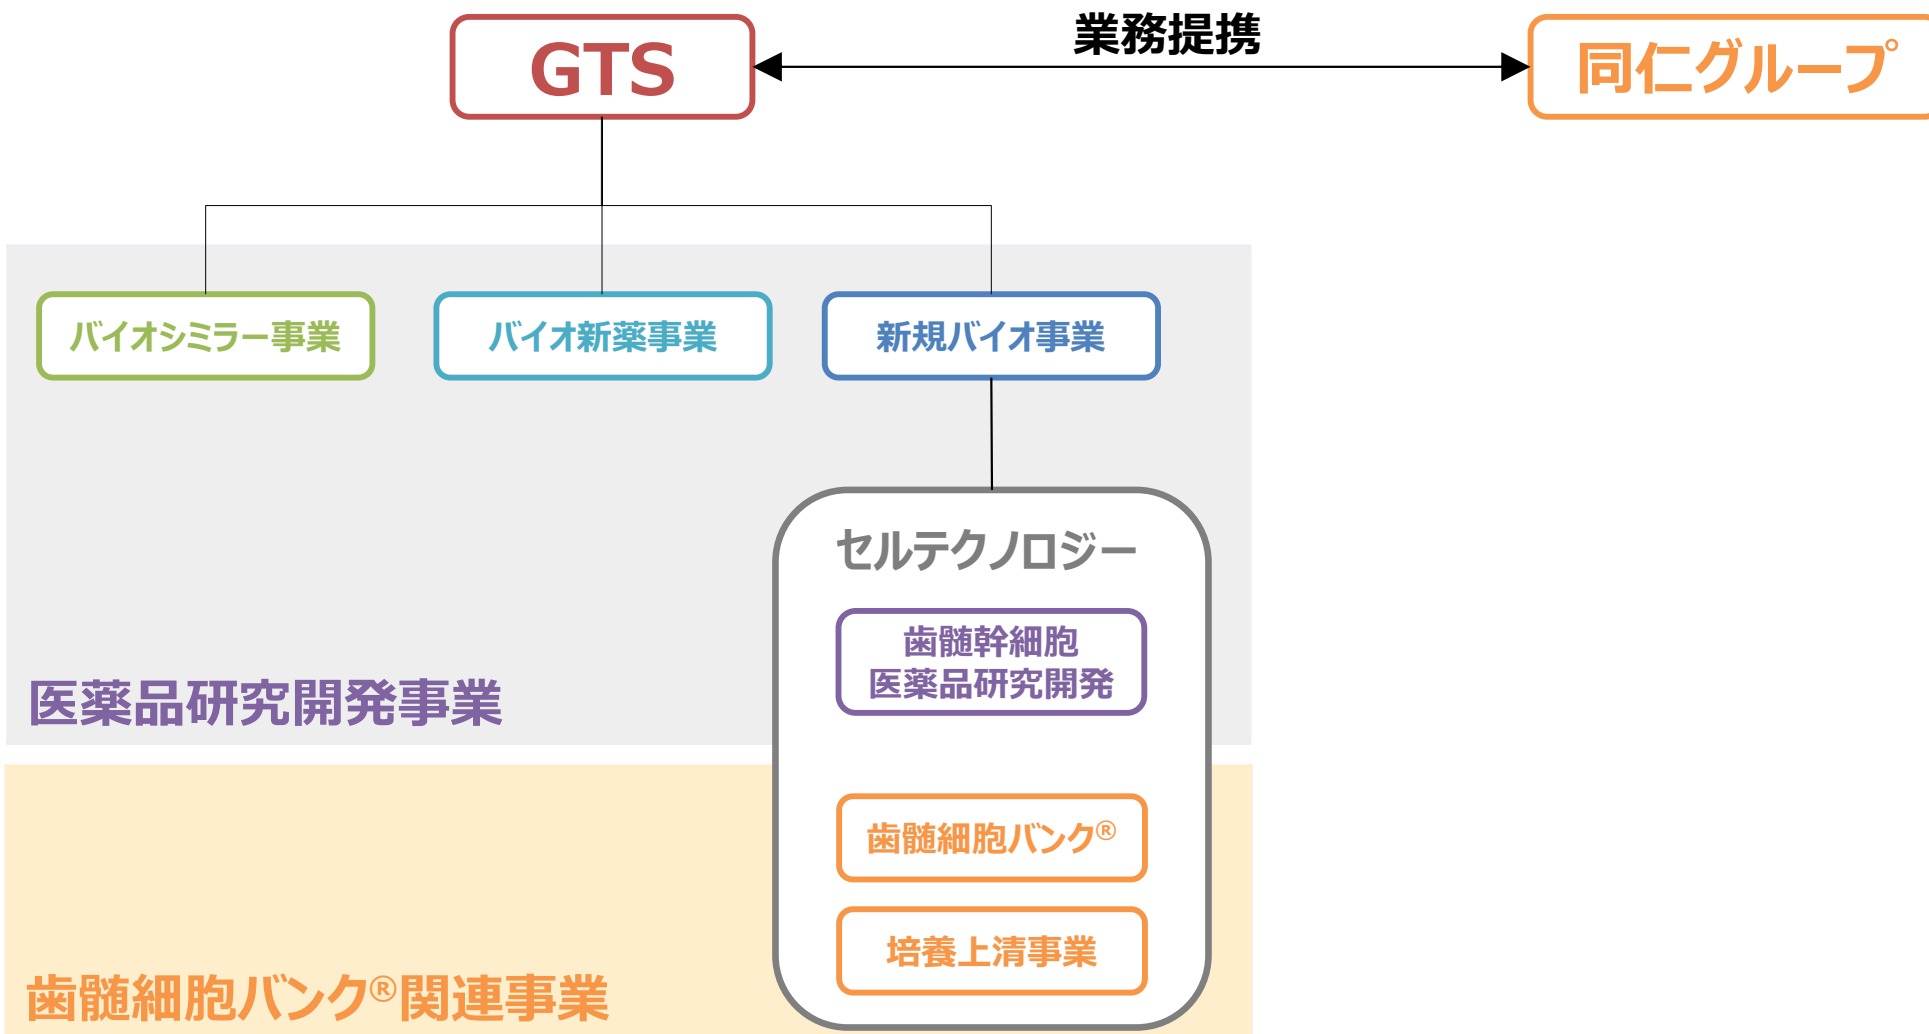 GTS
業務提携
同仁グループ
バイオシミラー事業
バイオ新薬事業
新規バイオ事業
セルテクノロジー
歯髄幹細胞
医薬品研究開発
医薬品研究開発事業
歯髄細胞バンク®
培養上清事業
歯髄細胞バンク®関連事業